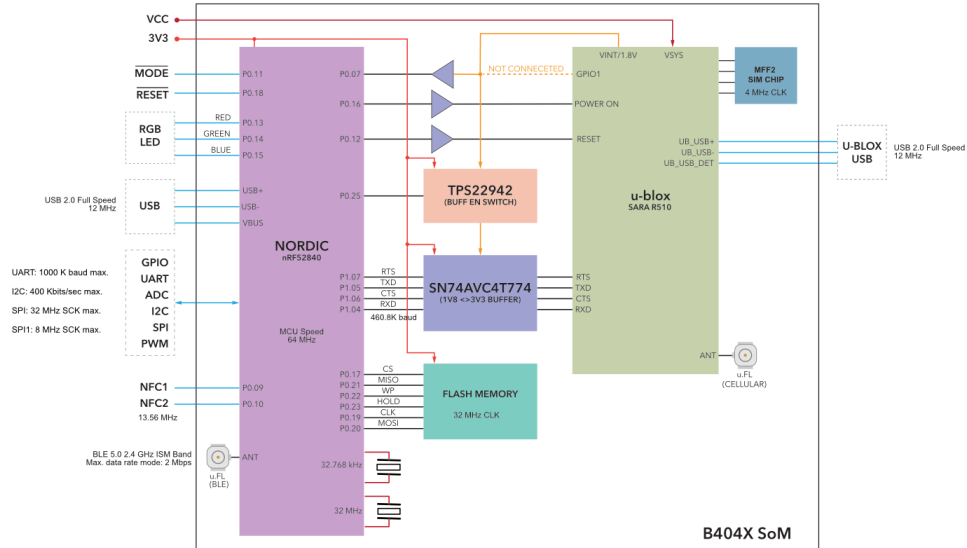 VCC
3V3
MODE
RESET
RED
RGB
LED
GREEN
BLUE
USB 2.0 Full Speed
12 MHz
USB
UART: 1000 K baud max.
I2C: 400 Kbits/sec max.
SPI: 32 MHz SCK max.
SPI1: 8 MHz SCK max.
GPIO
UART
ADC
I2C
SPI
PWM
NFC1
NFC2
13.56 MHz
BLE 5.0 2.4 GHz ISM Band
Max. data rate mode: 2 Mbps
u.FL
(BLE)
P0.11
P0.18
P0.13
P0.14
P0.15
USB+
USB-
VBUS
NORDIC
nRF52840
MCU Speed
64 MHz
P0.09
P0.10
ANT
P0.07
P0.16
P0.12
P0.25
P1.07
P1.05
P1.06
P1.04
P0.17
P0.21
P0.22
P0.23
P0.19
P0.20
32.768 kHz
32 MHz
RTS
TXD
CTS
RXD
460.8K baud
CS
MISO
WP
HOLD
CLK
MOSI
NOT CONNECETED
TPS22942
(BUFF EN SWITCH)
SN74AVC4T774
(1V8 <>3V3 BUFFER)
FLASH MEMORY
32 MHz CLK
VINT/1.8V
VSYS
GPIO1
POWER ON
RESET
u-blox
SARA R510
RTS
TXD
CTS
RXD
UB_USB+
UB_USB-
UB_USB_DET
ANT
u.FL
(CELLULAR)
MFF2
SIM CHIP
4 MHz CLK
U-BLOX
USB
USB 2.0 Full Speed
12 MHz
B404X SoM